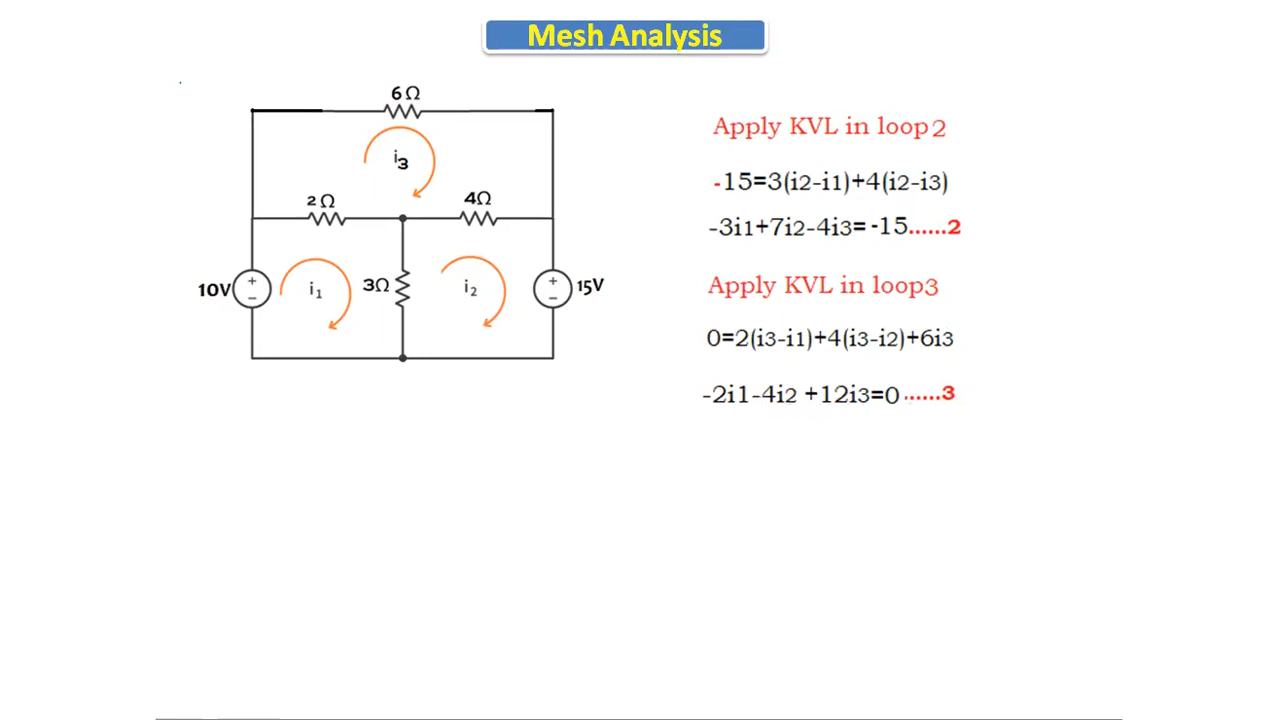 Mesh Analysis
6Ω
i3
2Ω
4Ω
10V
+
−
i1
3Ω
i2
+
−
15V
Apply KVL in loop2
-15=3(i2-i1)+4(i2-i3)
-3i1+7i2-4i3= -15......2
Apply KVL in loop3
0=2(i3-i1)+4(i3-i2)+6i3
-2i1-4i2 +12i3=0 ......3